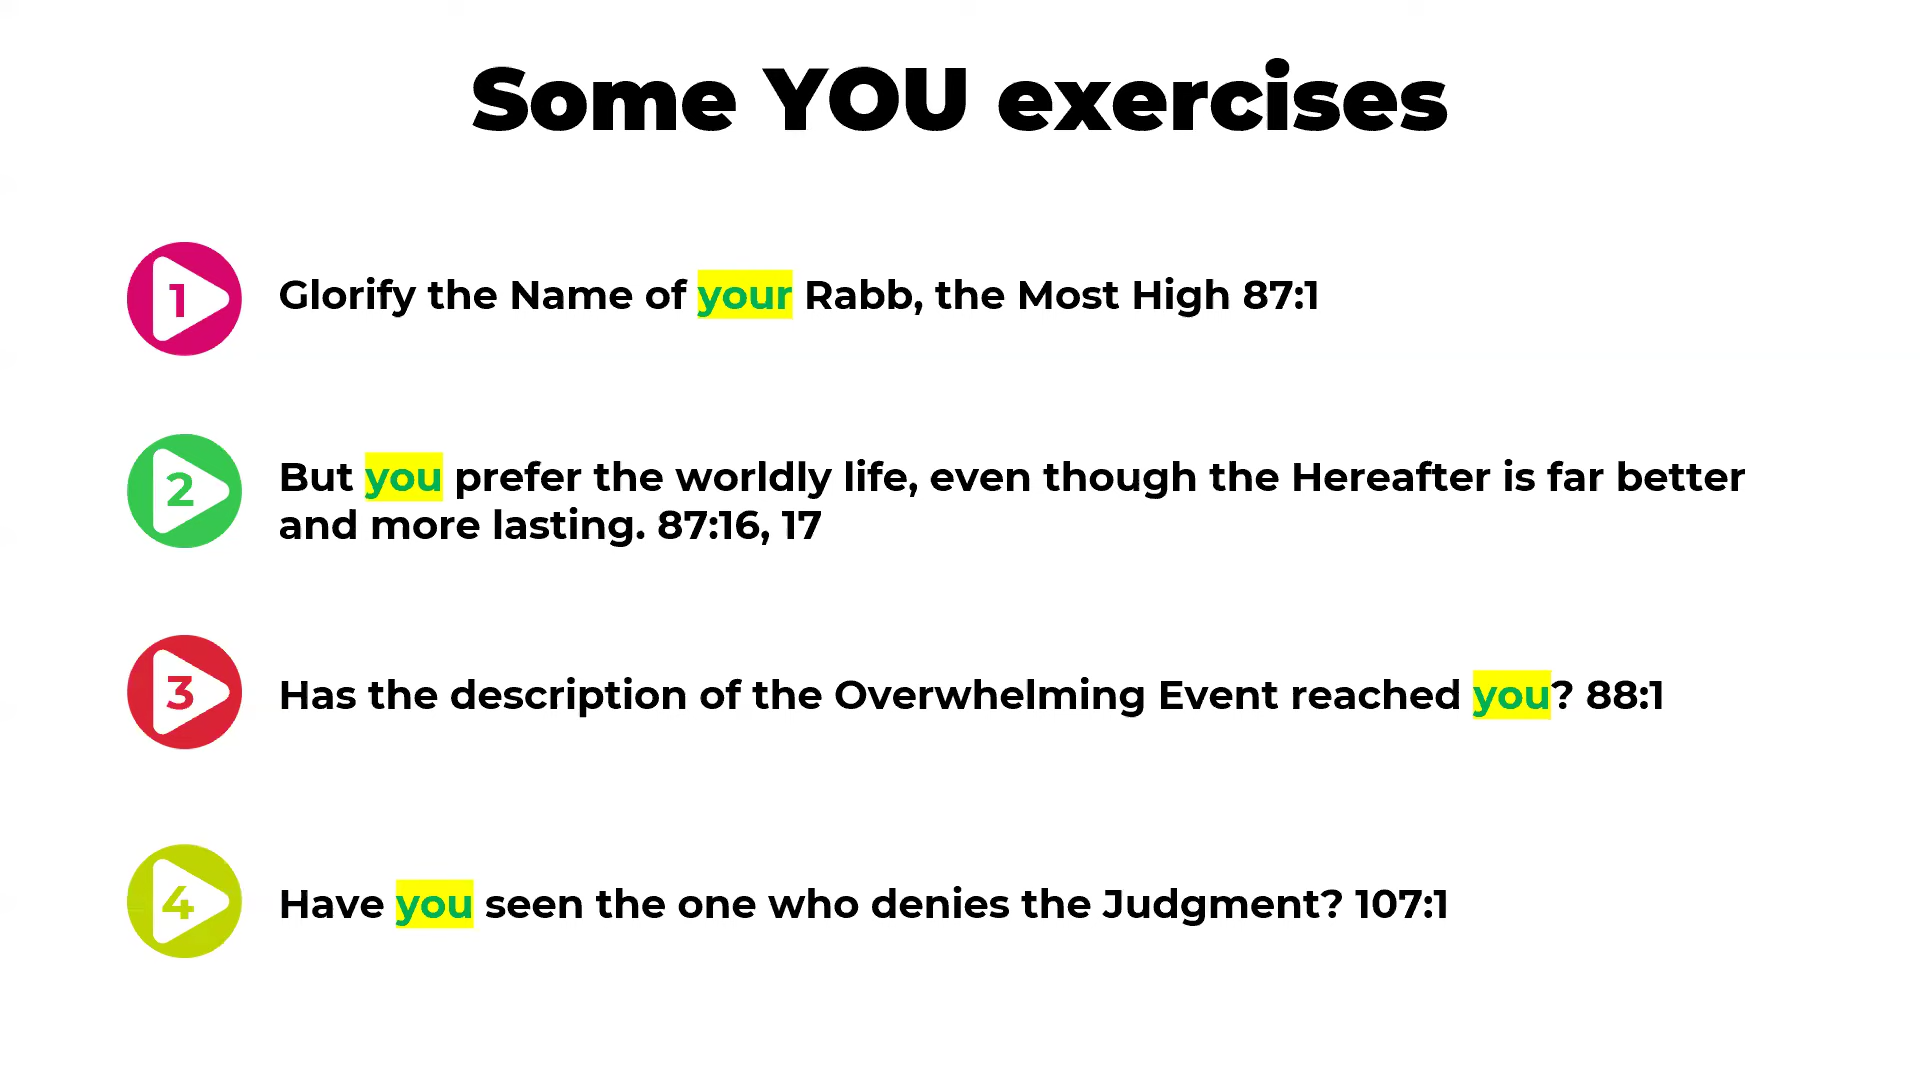 Some YOU exercises
1
Glorify the Name of your Rabb, the Most High 87:1
2
But you prefer the worldly life, even though the Hereafter is far better
and more lasting. 87:16, 17
3
Has the description of the Overwhelming Event reached you? 88:1
4
Have you seen the one who denies the Judgment? 107:1